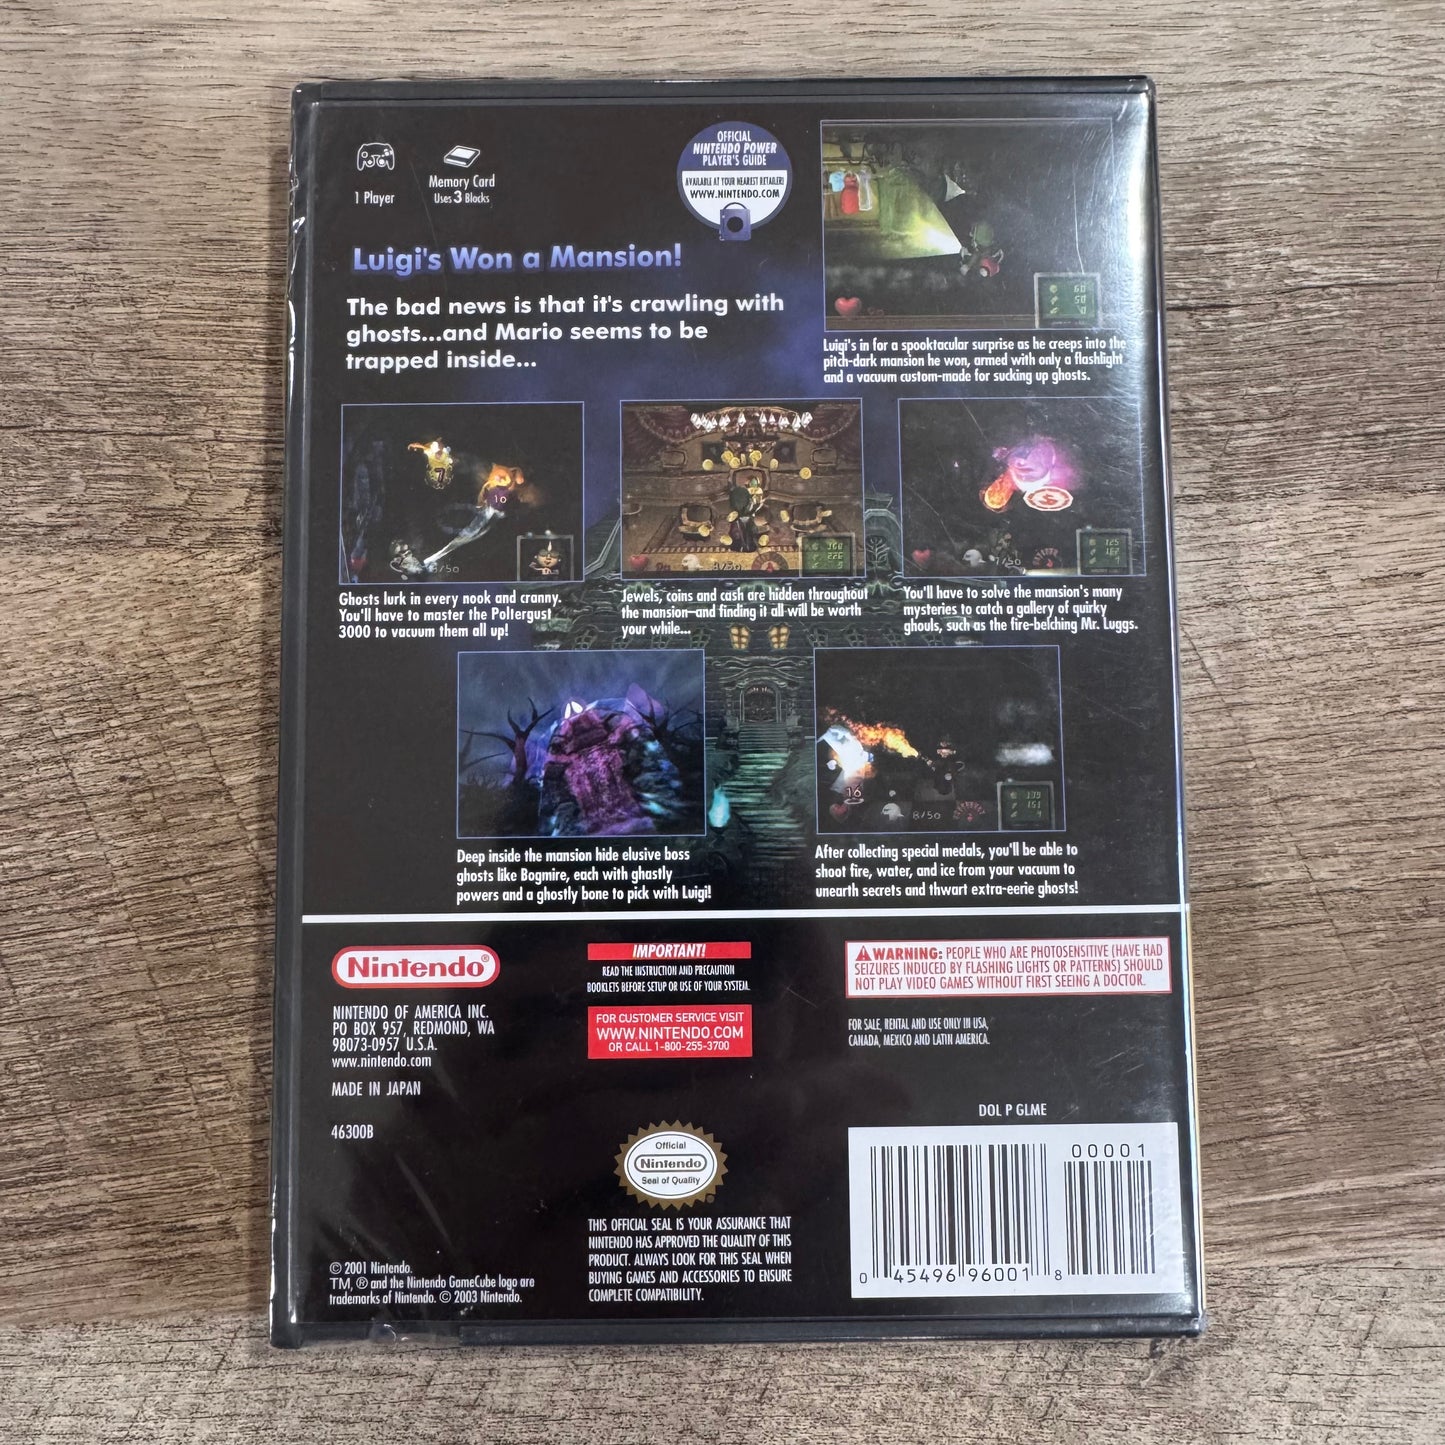 1 Player
Memory Card
Uses 3 Blocks
OFFICIAL
NINTENDO POWER
PLAYER'S GUIDE
AVAILABLE AT YOUR NEAREST RETAILER!
WWW.NINTENDO.COM
Luigi's Won a Mansion!
The bad news is that it's crawling with
ghosts...and Mario seems to be
trapped inside...
60
50
0
Luigi's in for a spooktacular surprise as he creeps into the
pitch-dark mansion he won, armed with only a flashlight
and a vacuum custom-made for sucking up ghosts.
7
10
Ghosts lurk in every nook and cranny.
You'll have to master the Poltergust
3000 to vacuum them all up!
Jewels, coins and cash are hidden throughout
the mansion–and finding it all will be worth
your while...
You'll have to solve the mansion's many
mysteries to catch a gallery of quirky
ghouls, such as the fire-belching Mr. Luggs.
Deep inside the mansion hide elusive boss
ghosts like Bogmire, each with ghastly
powers and a ghostly bone to pick with Luigi!
16
8/50
After collecting special medals, you'll be able to
shoot fire, water, and ice from your vacuum to
unearth secrets and thwart extra-eerie ghosts!
Nintendo®
NINTENDO OF AMERICA INC.
PO BOX 957, REDMOND, WA
98073-0957 U.S.A.
www.nintendo.com
MADE IN JAPAN
46300B
IMPORTANT!
READ THE INSTRUCTION AND PRECAUTION
BOOKLETS BEFORE SETUP OR USE OF YOUR SYSTEM.
FOR CUSTOMER SERVICE VISIT
WWW.NINTENDO.COM
OR CALL 1-800-255-3700
WARNING: PEOPLE WHO ARE PHOTOSENSITIVE (HAVE HAD
SEIZURES INDUCED BY FLASHING LIGHTS OR PATTERNS) SHOULD
NOT PLAY VIDEO GAMES WITHOUT FIRST SEEING A DOCTOR.
FOR SALE, RENTAL AND USE ONLY IN USA,
CANADA, MEXICO AND LATIN AMERICA.
DOL P GLME
00001
0 45496 96001 8
Official
Nintendo
Seal of Quality
THIS OFFICIAL SEAL IS YOUR ASSURANCE THAT
NINTENDO HAS APPROVED THE QUALITY OF THIS
PRODUCT. ALWAYS LOOK FOR THIS SEAL WHEN
BUYING GAMES AND ACCESSORIES TO ENSURE
COMPLETE COMPATIBILITY.
© 2001 Nintendo.
TM, ® and the Nintendo GameCube logo are
trademarks of Nintendo. © 2003 Nintendo.